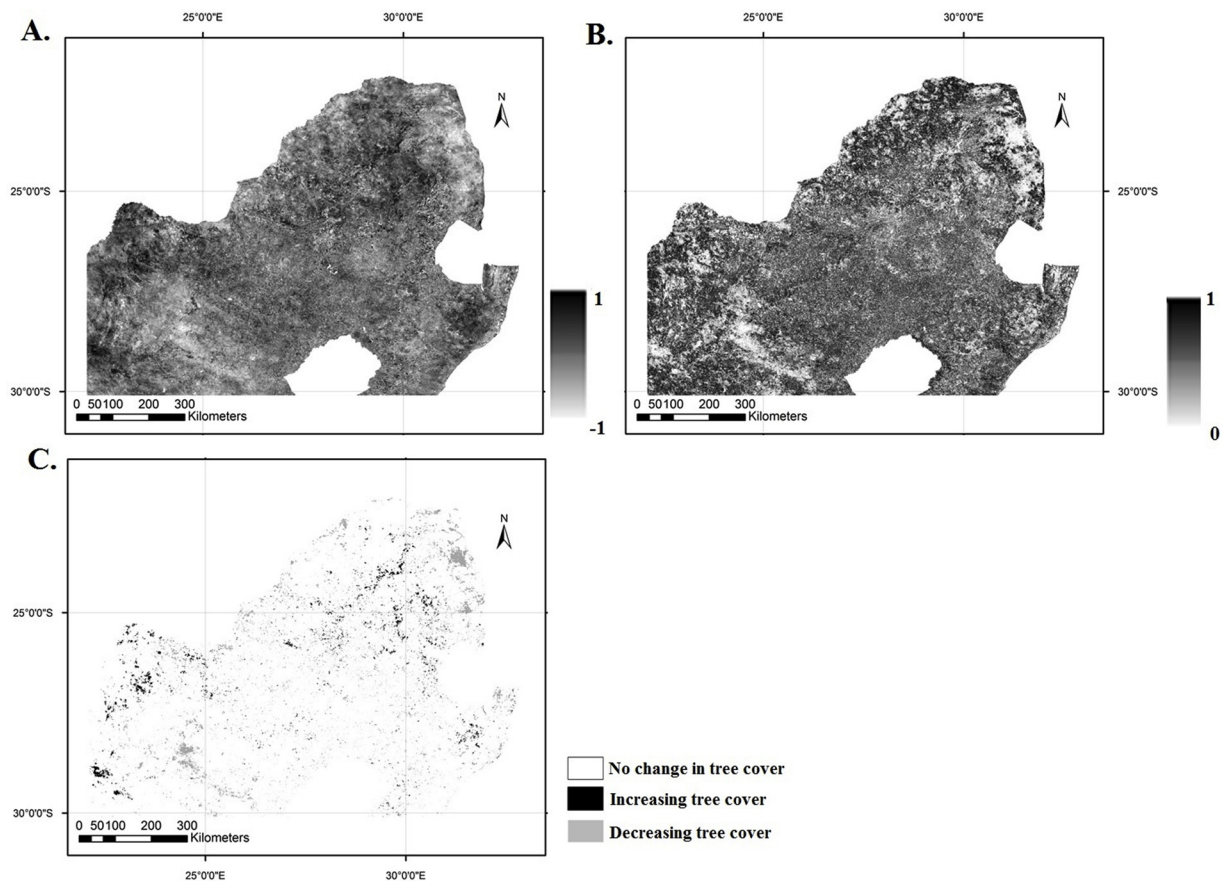 A.
25°0'0"E 30°0'0"E
N
25°0'0"S
30°0'0"S
0 50100 200 300
Kilometers
1
-1
B.
25°0'0"E 30°0'0"E
N
25°0'0"S
30°0'0"S
0 50100 200 300
Kilometers
1
0
C.
N
25°0'0"S
30°0'0"S
0 50100 200 300
Kilometers
25°0'0"E 30°0'0"E
No change in tree cover
Increasing tree cover
Decreasing tree cover